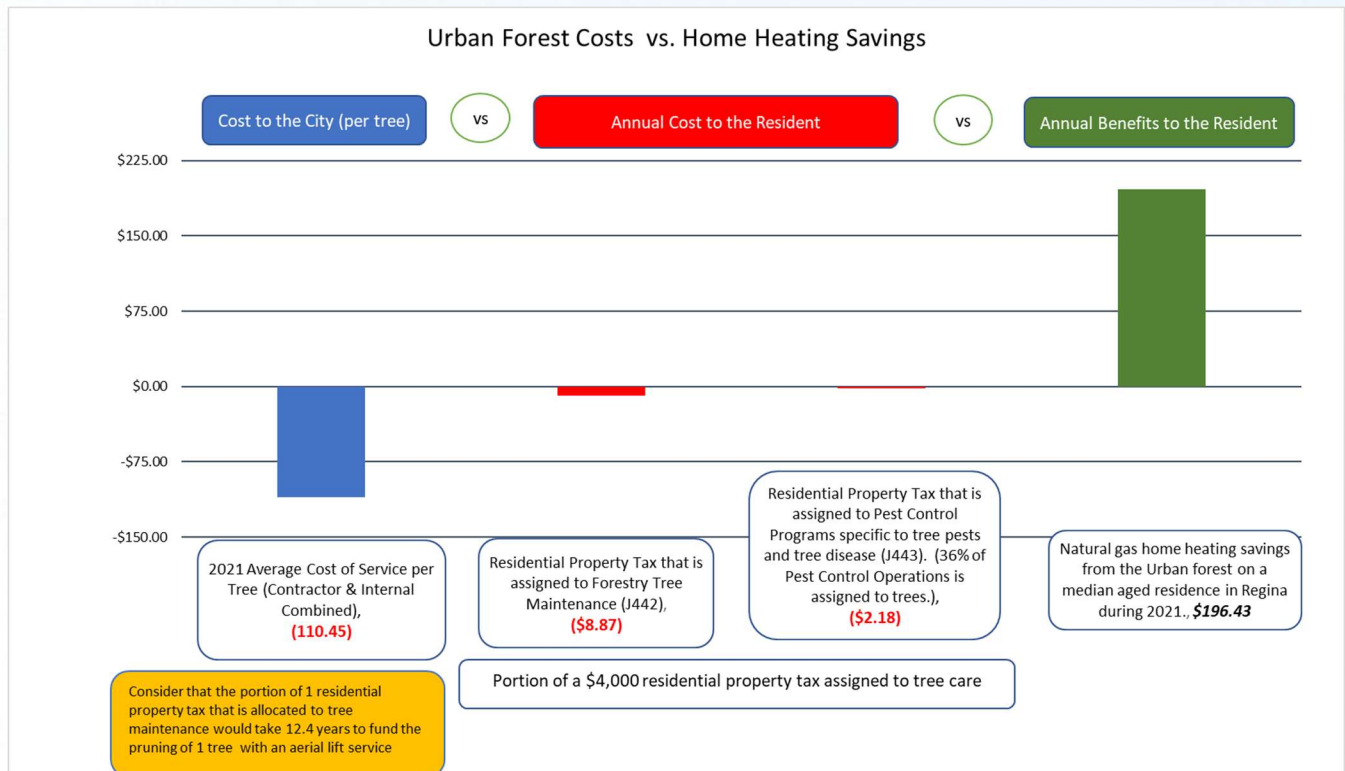 Urban Forest Costs vs. Home Heating Savings
Cost to the City (per tree)
vs
Annual Cost to the Resident
vs
Annual Benefits to the Resident
$225.00
$150.00
$75.00
$0.00
-$75.00
-$150.00
2021 Average Cost of Service per
Tree (Contractor & Internal
Combined),
(110.45)
Residential Property Tax that is
assigned to Forestry Tree
Maintenance (J442),
($8.87)
Residential Property Tax that is
assigned to Pest Control
Programs specific to tree pests
and tree disease (J443). (36% of
Pest Control Operations is
assigned to trees.),
($2.18)
Natural gas home heating savings
from the Urban forest on a
median aged residence in Regina
during 2021., $196.43
Portion of a $4,000 residential property tax assigned to tree care
Consider that the portion of 1 residential
property tax that is allocated to tree
maintenance would take 12.4 years to fund the
pruning of 1 tree with an aerial lift service